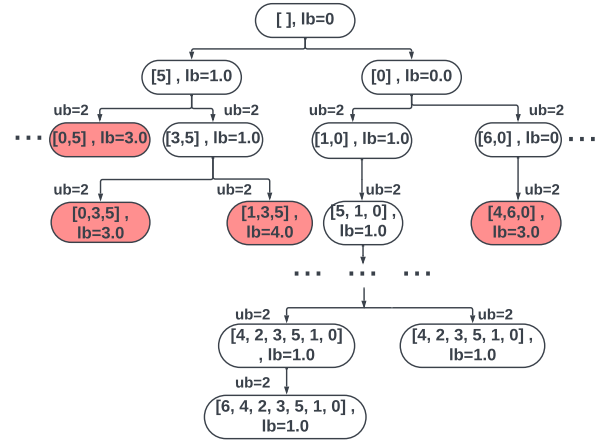 [ ], lb=0
[5] , lb=1.0
[0] , lb=0.0
ub=2
ub=2
ub=2
ub=2
... [0,5] , lb=3.0
[3,5] , lb=1.0
[1,0] , lb=1.0
[6,0] , lb=0 ...
ub=2
ub=2
ub=2
ub=2
[0,3,5] ,
lb=3.0
[1,3,5] ,
lb=4.0
[5, 1, 0] ,
lb=1.0
[4,6,0] ,
lb=3.0
... ... ...
ub=2
ub=2
[4, 2, 3, 5, 1, 0]
, lb=1.0
[4, 2, 3, 5, 1, 0] ,
lb=1.0
ub=2
[6, 4, 2, 3, 5, 1, 0] ,
lb=1.0